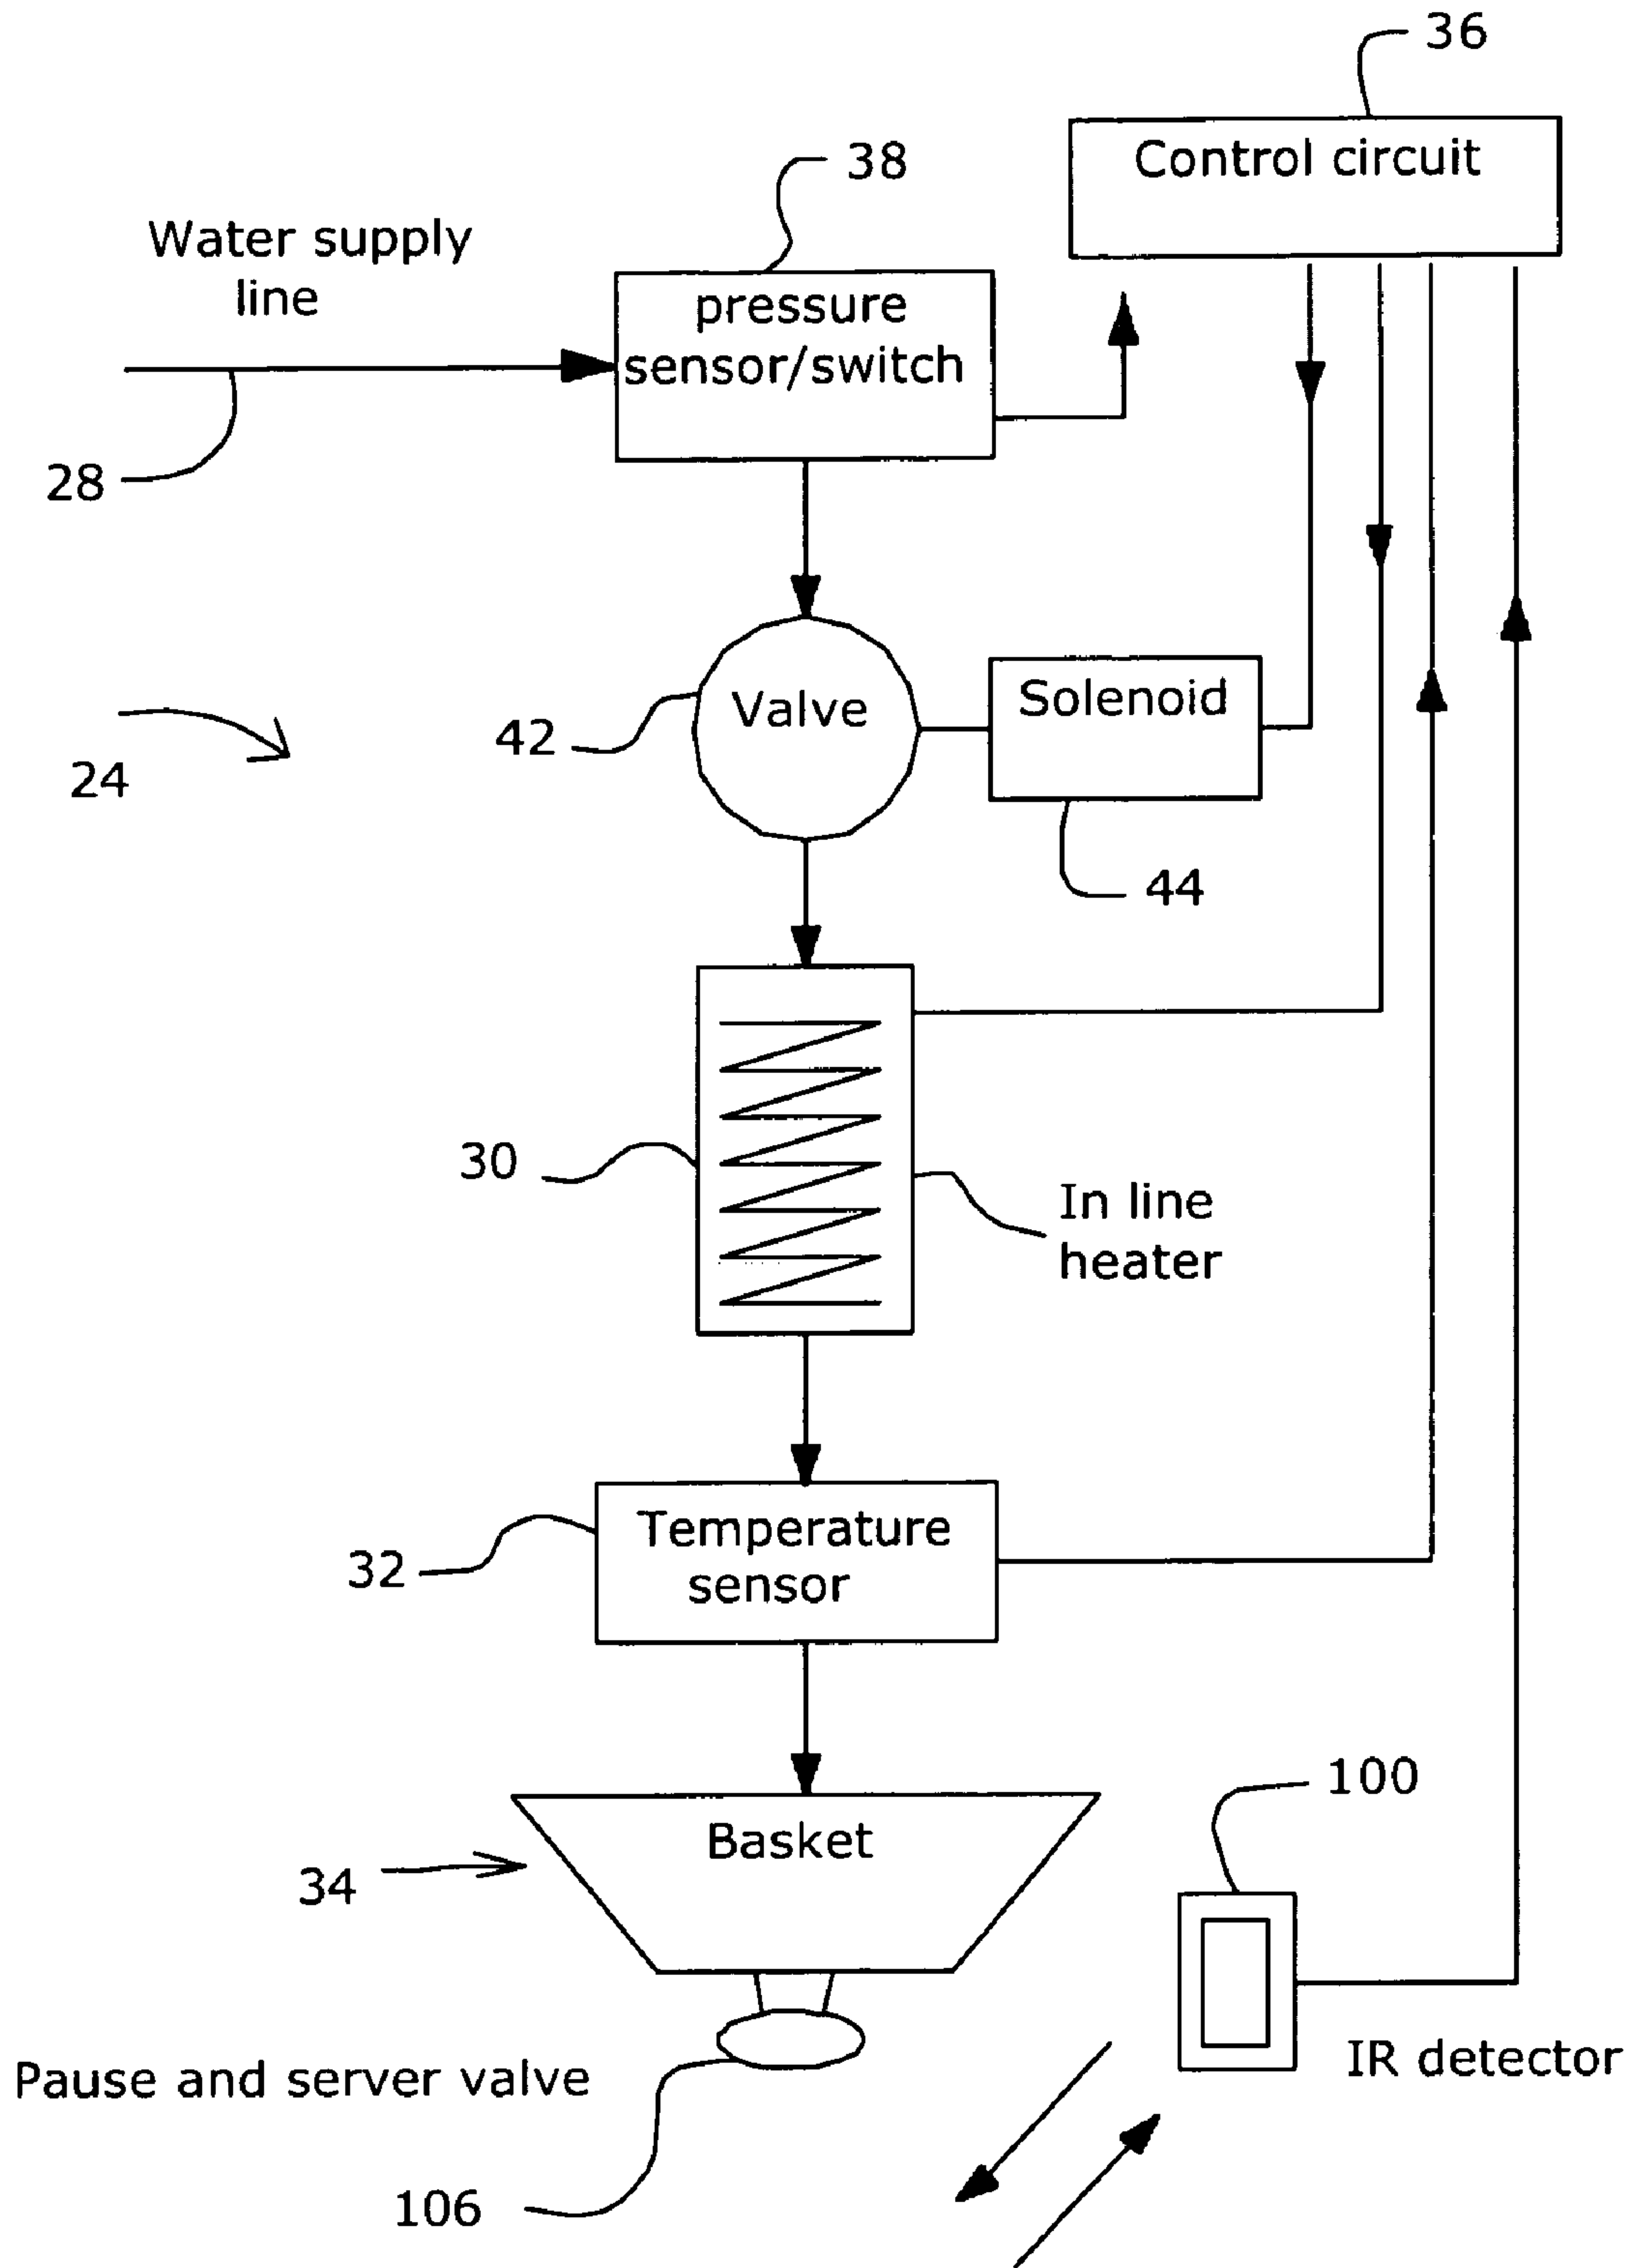 36
Control circuit
38
Water supply
line
pressure
sensor/switch
28
Valve
Solenoid
42
24
44
30
In line
heater
Temperature
sensor
32
100
Basket
34
IR detector
Pause and server valve
106